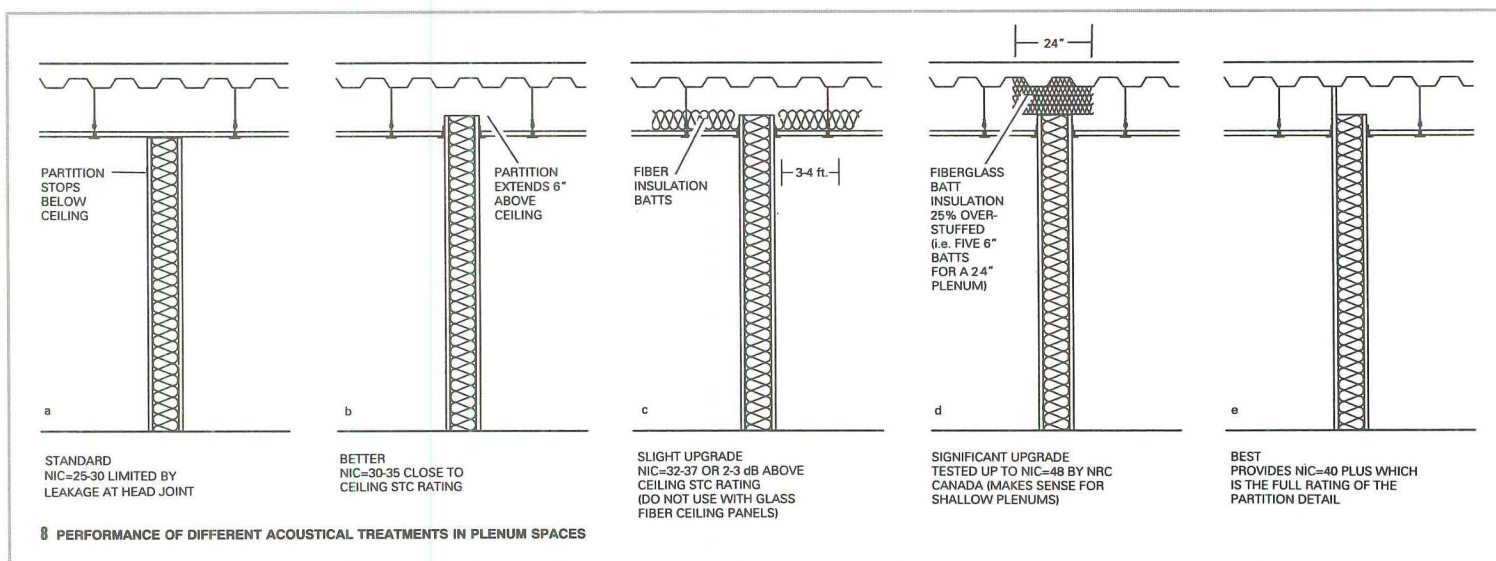 24"
PARTITION
STOPS
BELOW
CEILING
a
STANDARD
NIC=25-30 LIMITED BY
LEAKAGE AT HEAD JOINT
PARTITION
EXTENDS 6"
ABOVE
CEILING
b
BETTER
NIC=30-35 CLOSE TO
CEILING STC RATING
FIBER
INSULATION
BATTS
3-4 ft.
c
SLIGHT UPGRADE
NIC=32-37 OR 2-3 dB ABOVE
CEILING STC RATING
(DO NOT USE WITH GLASS
FIBER CEILING PANELS)
FIBERGLASS
BATT
INSULATION
25% OVER-
STUFFED
(i.e. FIVE 6"
BATTS
FOR A 24"
PLENUM)
d
SIGNIFICANT UPGRADE
TESTED UP TO NIC=48 BY NRC
CANADA (MAKES SENSE FOR
SHALLOW PLENUMS)
e
BEST
PROVIDES NIC=40 PLUS WHICH
IS THE FULL RATING OF THE
PARTITION DETAIL
8 PERFORMANCE OF DIFFERENT ACOUSTICAL TREATMENTS IN PLENUM SPACES